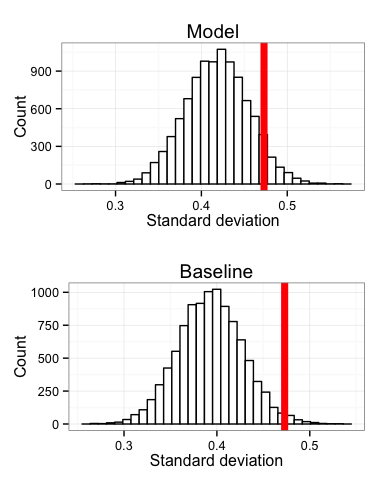 Model
900
600
300
0
Count
0.3 0.4 0.5
Standard deviation
Baseline
1000
750
500
250
0
Count
0.3 0.4 0.5
Standard deviation